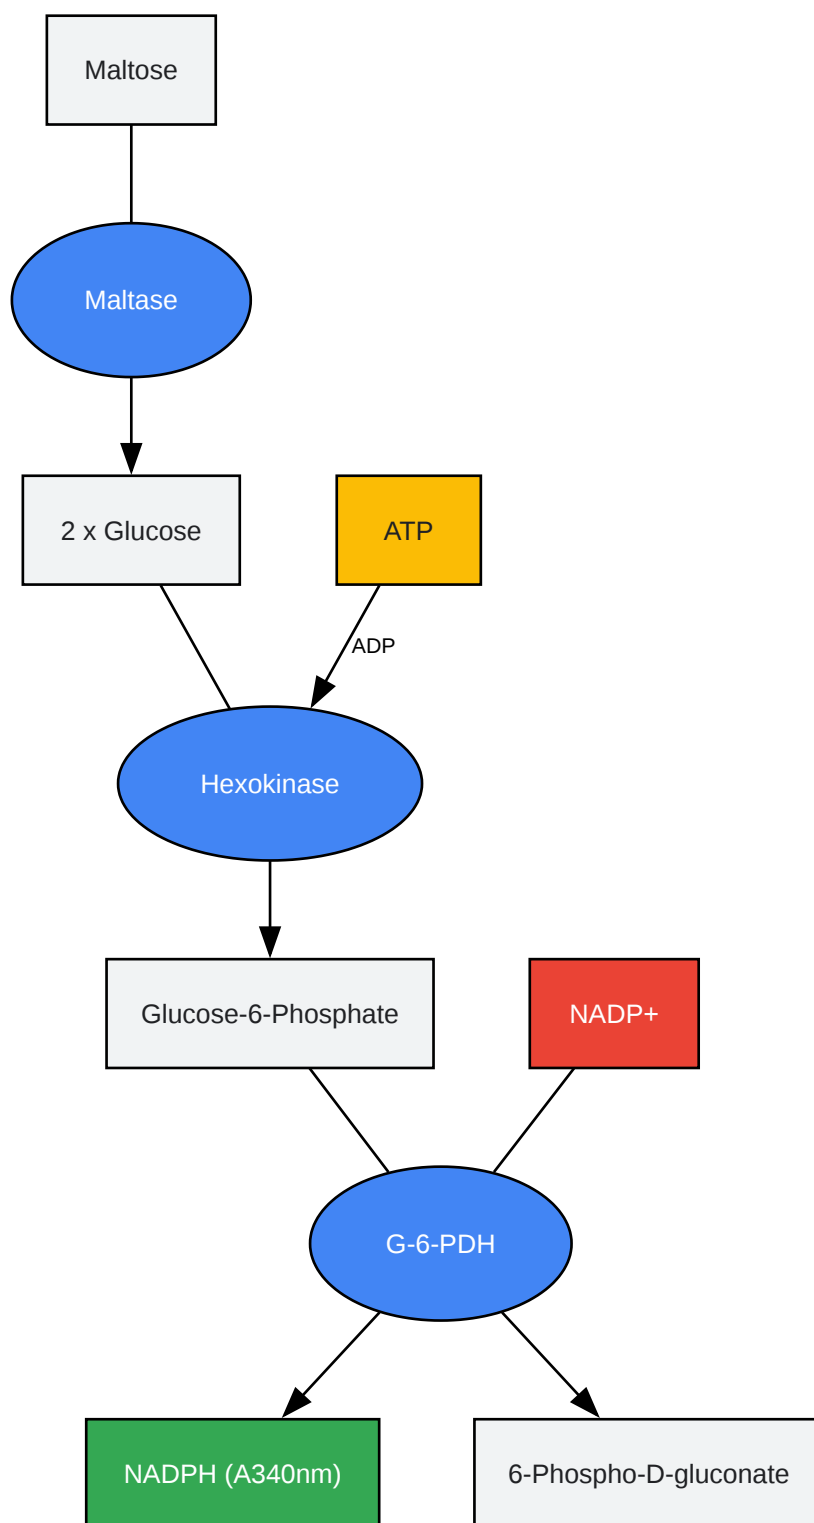 Maltose
Maltase
2 x Glucose
ATP
ADP
Hexokinase
Glucose-6-Phosphate
NADP+
G-6-PDH
NADPH (A340nm)
6-Phospho-D-gluconate